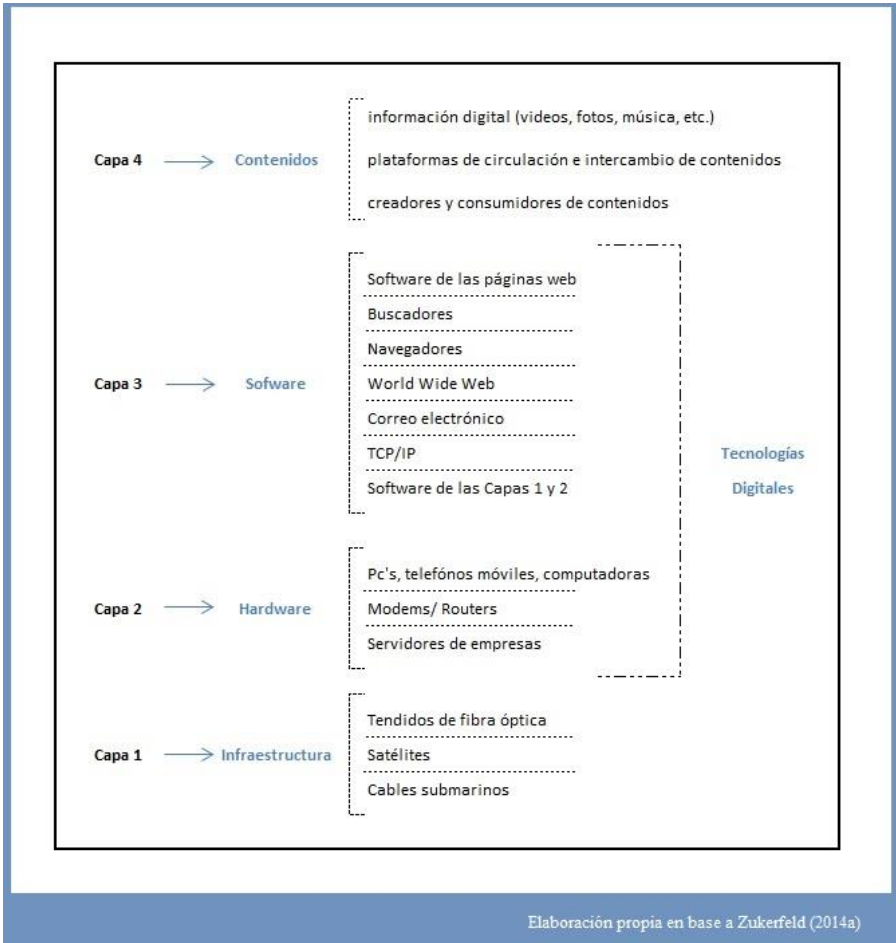 información digital (videos, fotos, música, etc.)
Capa 4 Contenidos plataformas de circulación e intercambio de contenidos
creadores y consumidores de contenidos
Software de las páginas web
Buscadores
Navegadores
Capa 3 Sofware World Wide Web
Correo electrónico
TCP/IP Tecnologías
Software de las Capas 1 y 2 Digitales
Pc's, telefónos móviles, computadoras
Capa 2 Hardware Modems/ Routers
Servidores de empresas
Tendidos de fibra óptica
Capa 1 Infraestructura Satélites
Cables submarinos
Elaboración propia en base a Zukerfeld (2014a)